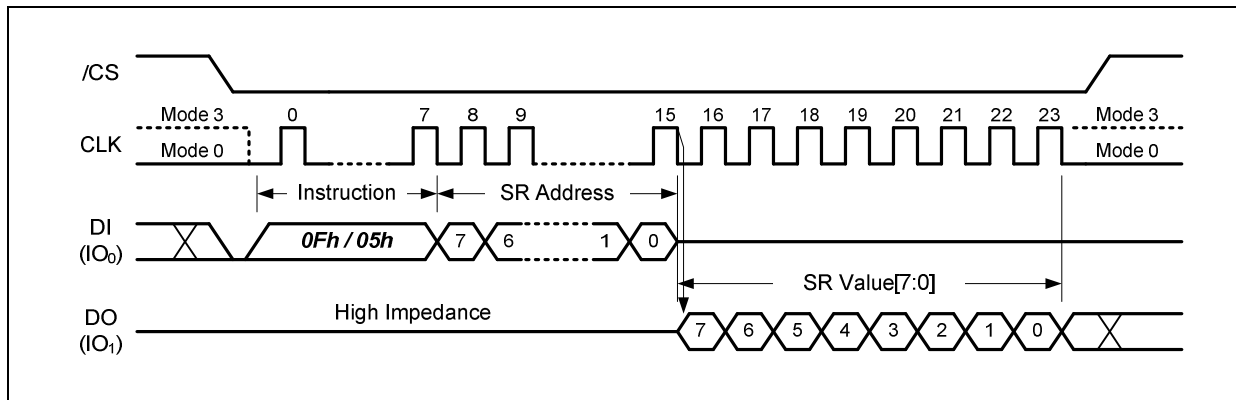 /CS
Mode 3 0 7 8 9 15 16 17 18 19 20 21 22 23 Mode 3
CLK
Mode 0 Mode 0
Instruction SR Address
DI
(IO₀)
0Fh / 05h 7 6 1 0
SR Value[7:0]
High Impedance
DO
(IO₁)
7 6 5 4 3 2 1 0